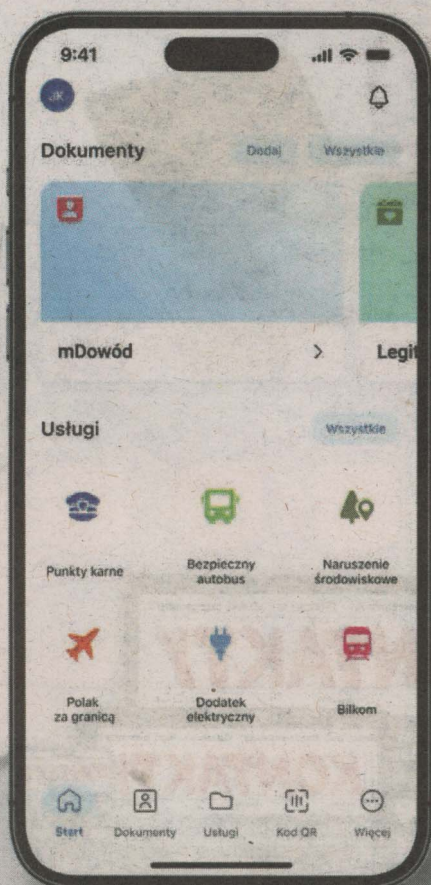 9:41
JK
Dokumenty
Dodaj
Wszystkie
mDowód
Legit
Usługi
Wszystkie
Punkty karne
Bezpieczny
autobus
Naruszenie
środowiskowe
Polak
za granicą
Dodatek
elektryczny
Bilkom
Start
Dokumenty
Usługi
Kod QR
Więcej